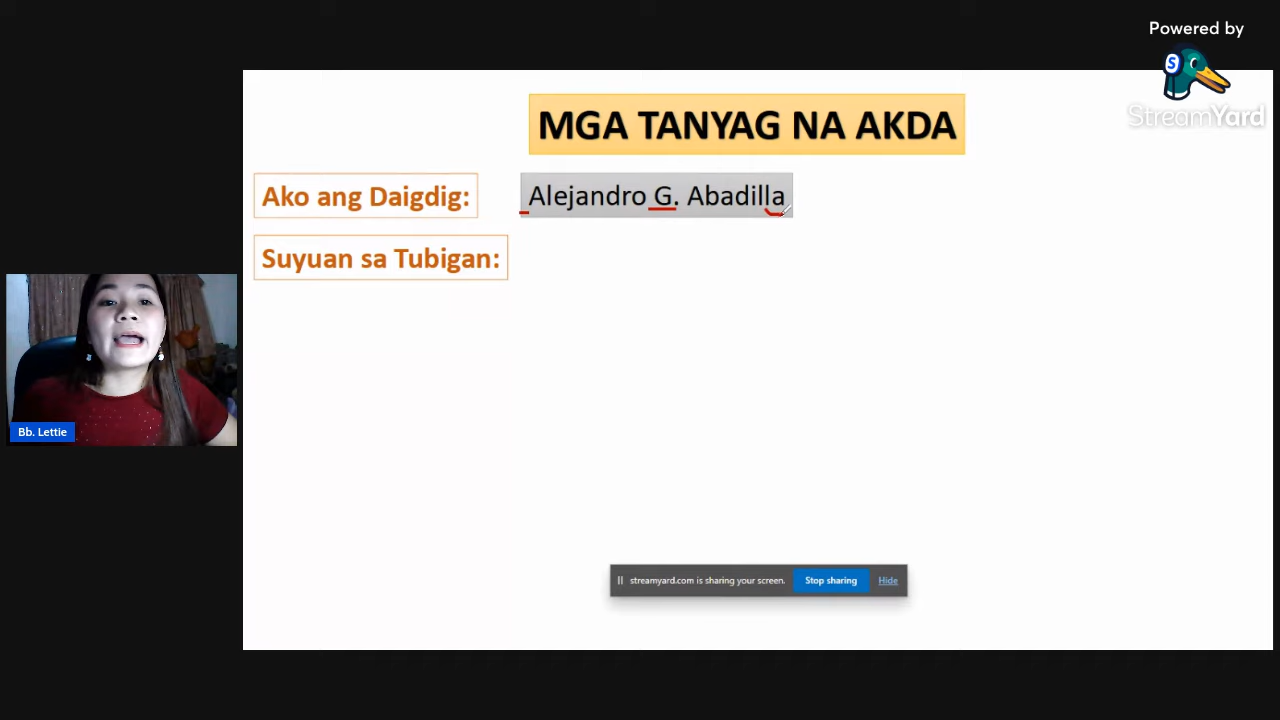 Powered by
StreamYard
MGA TANYAG NA AKDA
Ako ang Daigdig: Alejandro G. Abadilla
Suyuan sa Tubigan:
Bb. Lettie
streamyard.com is sharing your screen. Stop sharing Hide